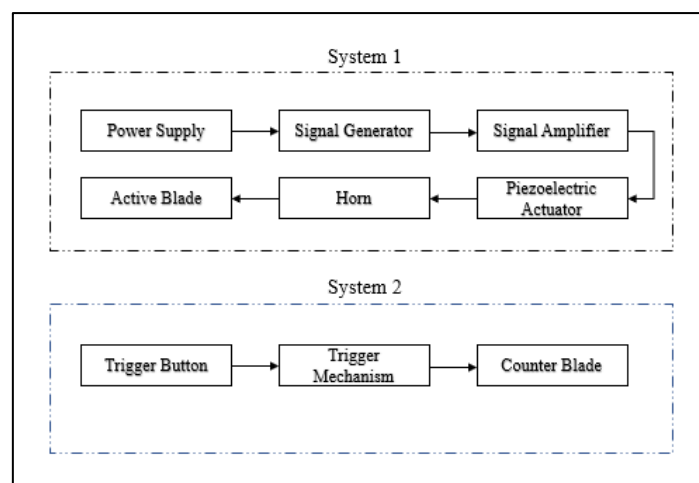 System 1
Power Supply
Signal Generator
Signal Amplifier
Active Blade
Horn
Piezoelectric
Actuator
System 2
Trigger Button
Trigger
Mechanism
Counter Blade